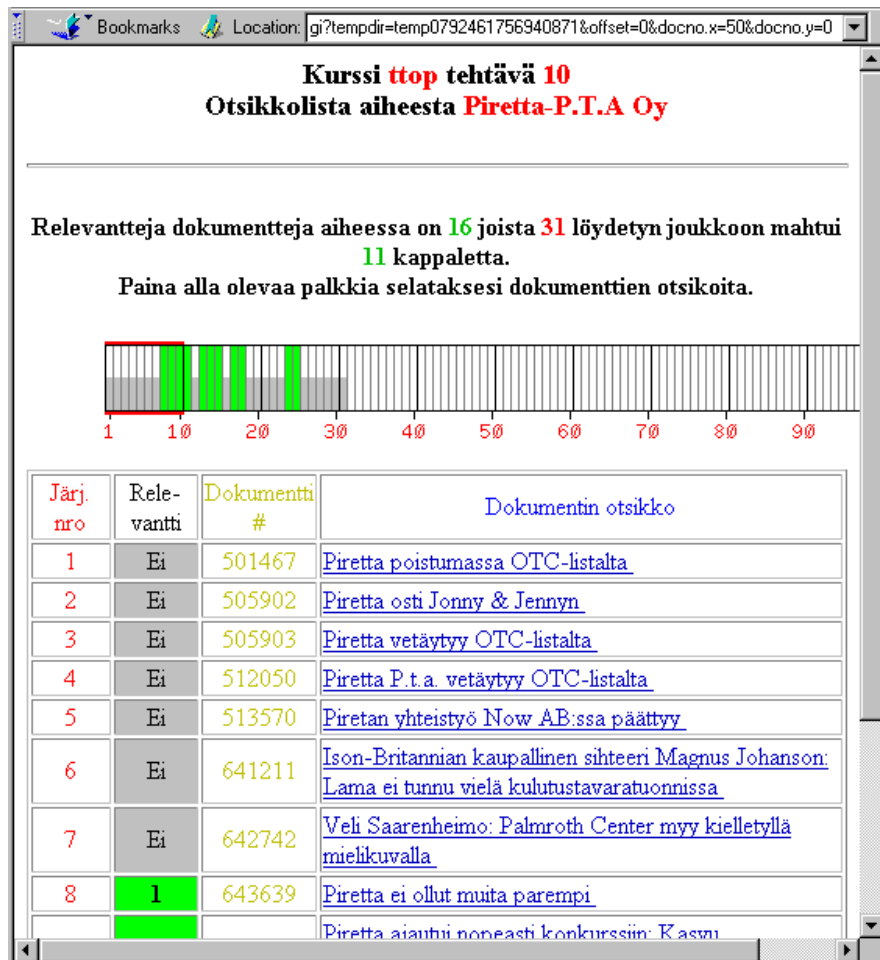 Bookmarks Location: gi?tempdir=temp0792461756940871&offset=0&docno.x=50&docno.y=0
Kurssi ttop tehtävä 10
Otsikkolista aiheesta Piretta-P.T.A Oy
Relevantteja dokumentteja aiheessa on 16 joista 31 löydetyn joukkoon mahtui
11 kappaletta.
Paina alla olevaa palkkia selataksesi dokumenttien otsikoita.
1 10 20 30 40 50 60 70 80 90
Järj. nro Rele-vantti Dokumentti # Dokumentin otsikko
1 Ei 501467 Piretta poistumassa OTC-listalta
2 Ei 505902 Piretta osti Jonny & Jennyn
3 Ei 505903 Piretta vetäytyy OTC-listalta
4 Ei 512050 Piretta P.t.a. vetäytyy OTC-listalta
5 Ei 513570 Piretan yhteistyö Now AB:ssa päättyy
6 Ei 641211 Ison-Britannian kaupallinen sihteeri Magnus Johanson:
Lama ei tunnu vielä kulutustavaratuonnissa
7 Ei 642742 Veli Saarenheimo: Palmroth Center myy kielletyllä
mielikuvalla
8 1 643639 Piretta ei ollut muita parempi
Piretta ajautui nopeasti konkurssiin: Kasvu